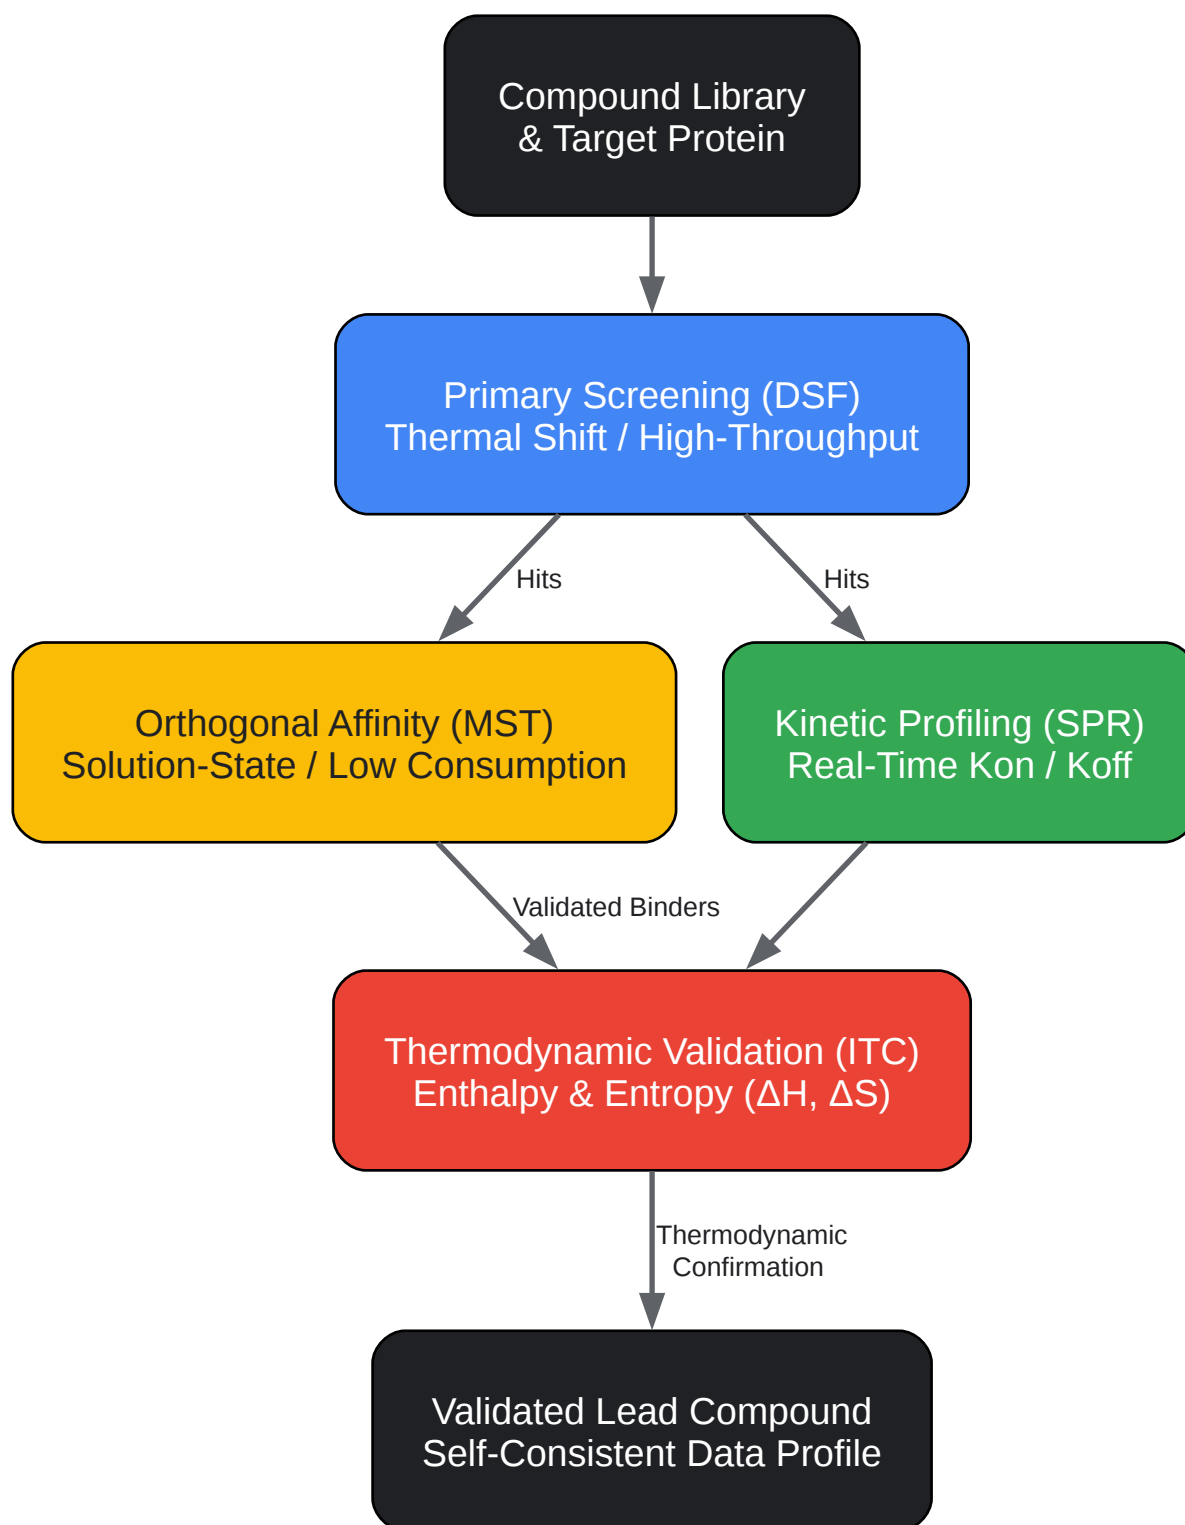 Compound Library
& Target Protein
Primary Screening (DSF)
Thermal Shift / High-Throughput
Hits
Hits
Orthogonal Affinity (MST)
Solution-State / Low Consumption
Kinetic Profiling (SPR)
Real-Time Kon / Koff
Validated Binders
Thermodynamic Validation (ITC)
Enthalpy & Entropy (ΔH, ΔS)
Thermodynamic
Confirmation
Validated Lead Compound
Self-Consistent Data Profile